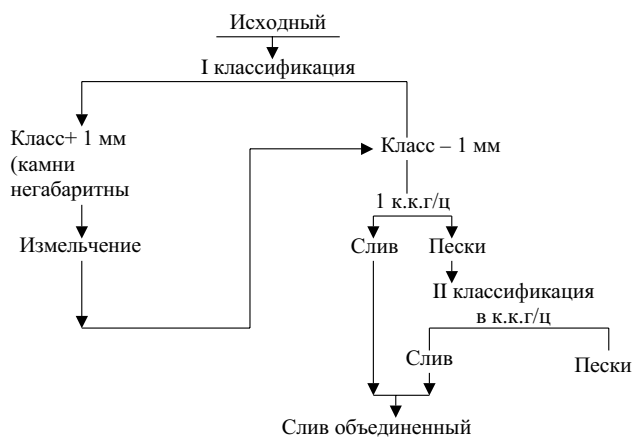 Исходный
I классификация
Класс+ 1 мм
(камни
негабаритны
Класс – 1 мм
1 к.к.г/ц
Измельчение
Слив
Пески
II классификация
в к.к.г/ц
Слив
Пески
Слив объединенный